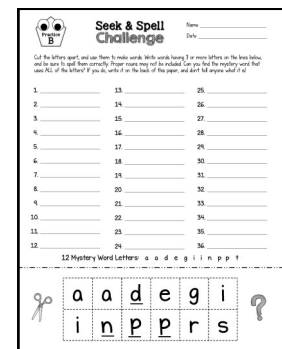 Practice
B
Seek & Spell
Challenge
Name
Date
Cut the letters apart, and use them to make words. Write words having 3 or more letters on the lines below,
and be sure to spell them correctly. Proper nouns may not be included. Can you find the mystery word that
uses ALL of the letters? If you do, write it on the back of this paper, and don't tell anyone what it is!
1. 13. 25.
2. 14. 26.
3. 15. 27.
4. 16. 28.
5. 17. 29.
6. 18. 30.
7. 19. 31.
8. 20. 32.
9. 21. 33.
10. 22. 34.
11. 23. 35.
12. 24. 36.
12 Mystery Word Letters: a a d e g i i n p p t
a a d e g i
i n p p r s
?